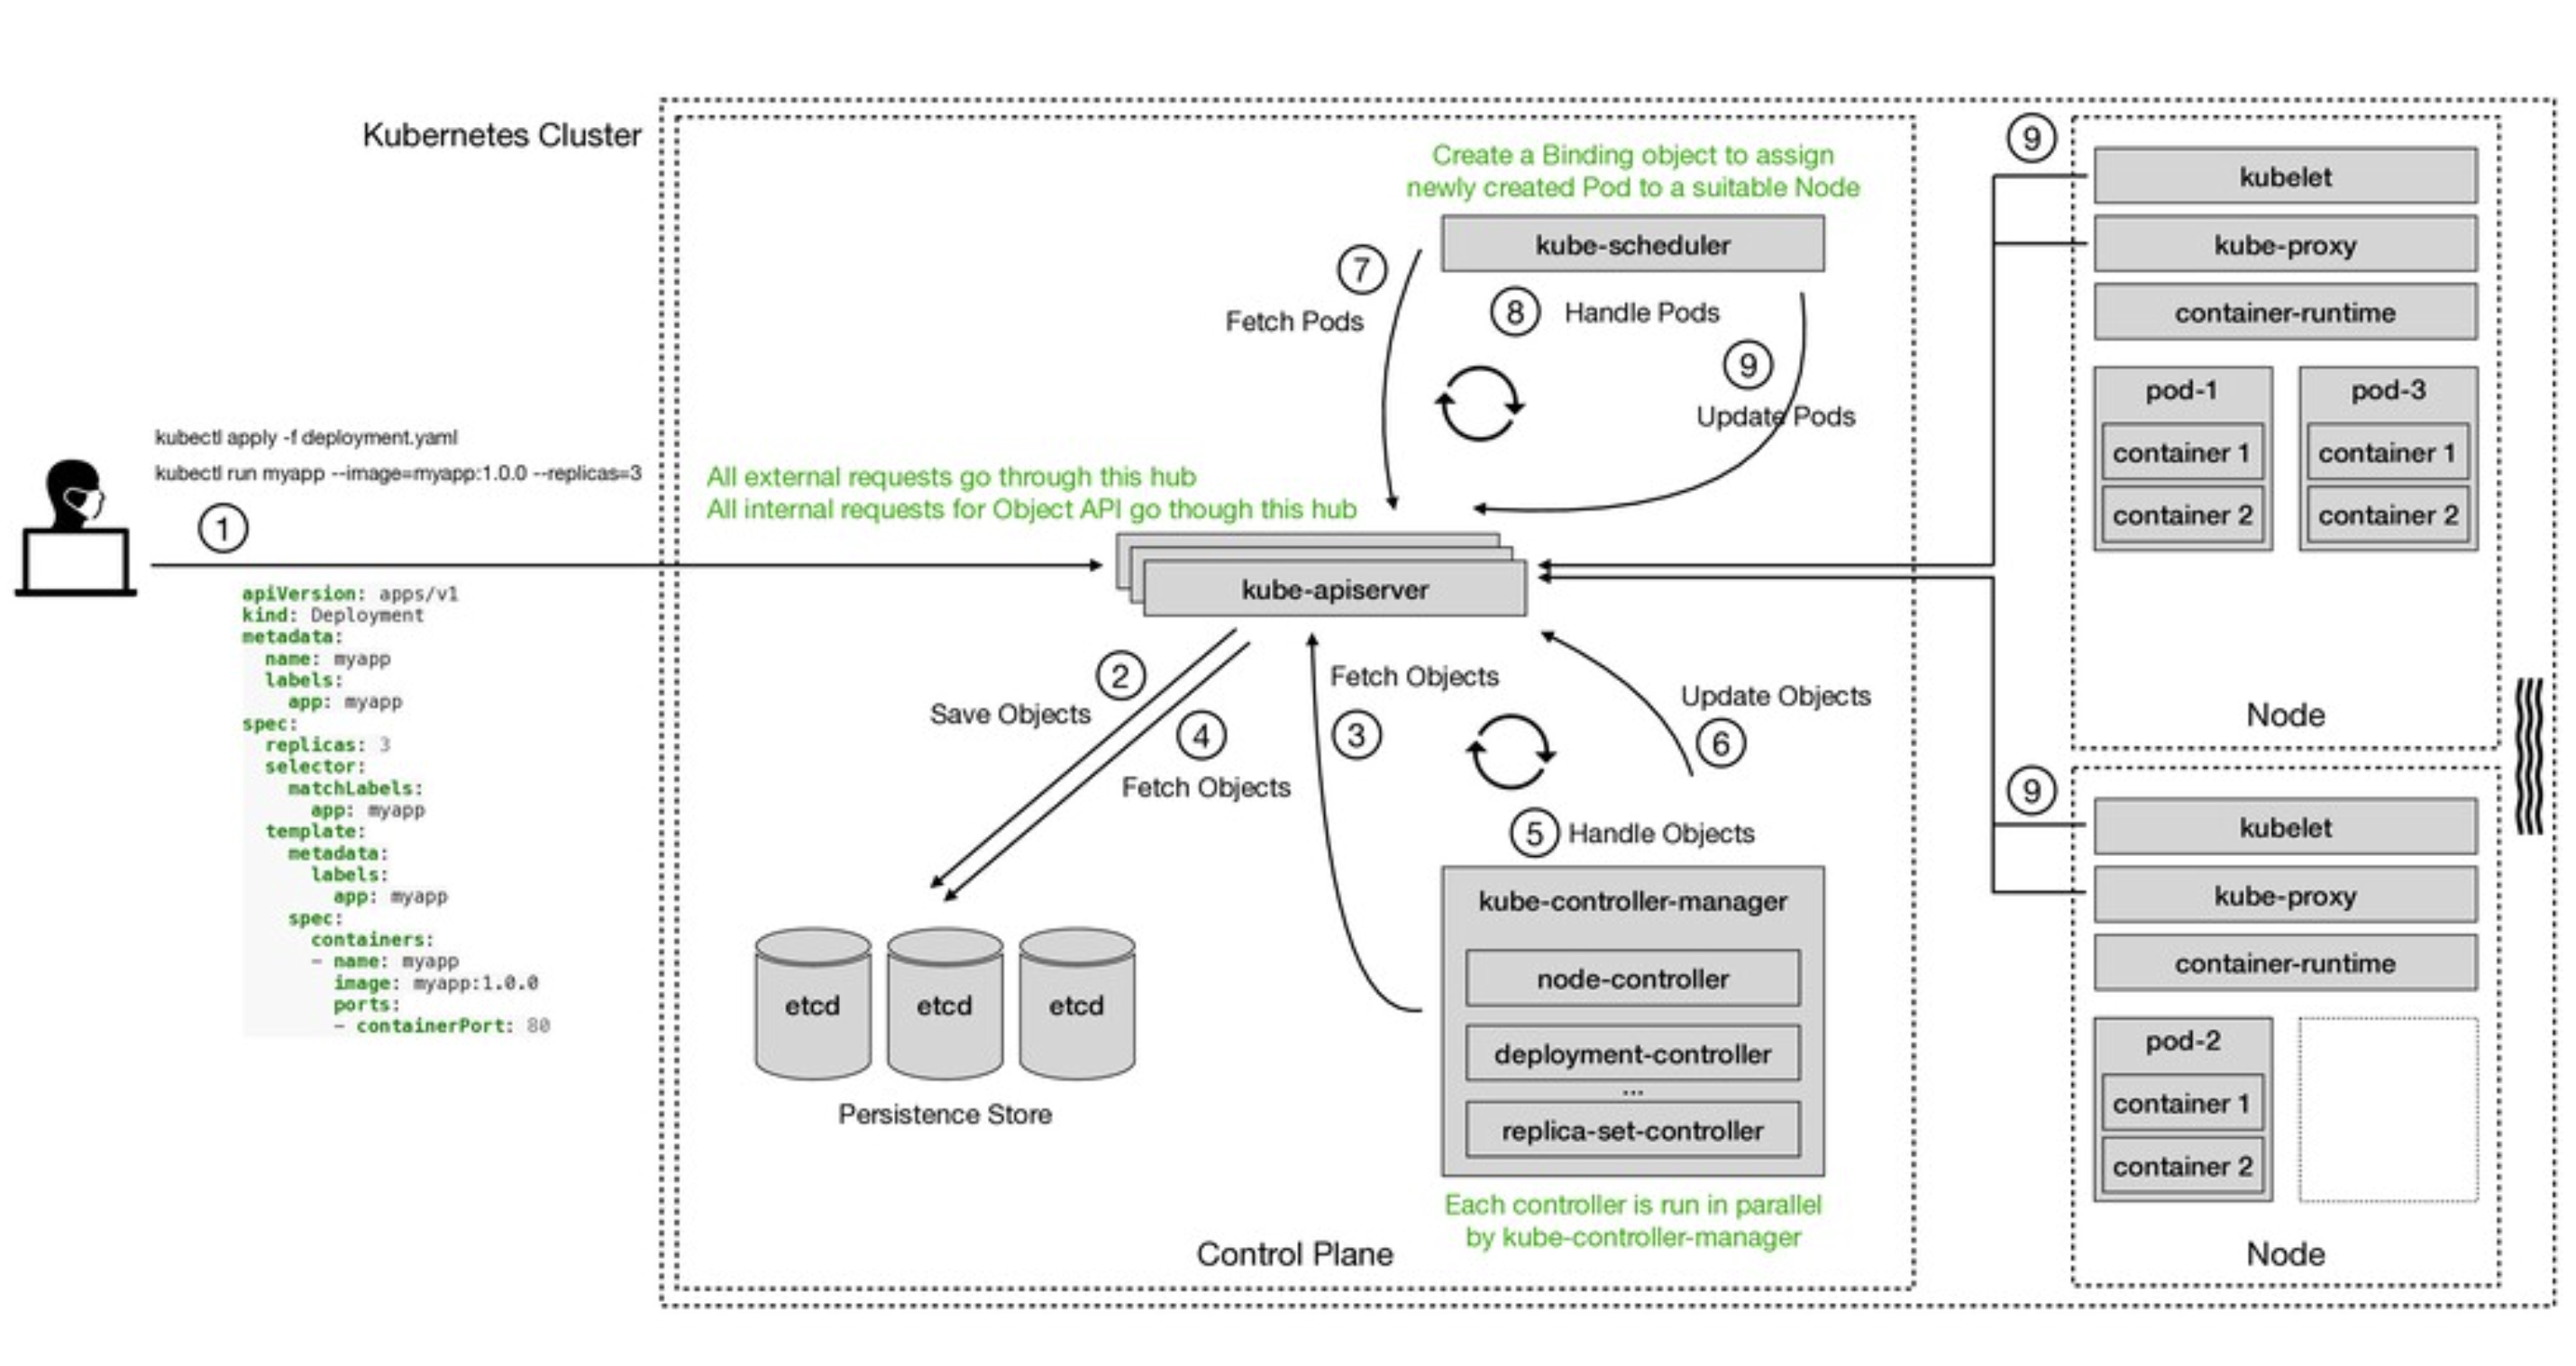 Kubernetes Cluster
kubectl apply -f deployment.yaml
kubectl run myapp --image=myapp:1.0.0 --replicas=3
1
apiVersion: apps/v1
kind: Deployment
metadata:
  name: myapp
  labels:
    app: myapp
spec:
  replicas: 3
  selector:
    matchLabels:
      app: myapp
  template:
    metadata:
      labels:
        app: myapp
    spec:
      containers:
      - name: myapp
        image: myapp:1.0.0
        ports:
        - containerPort: 80
Create a Binding object to assign
newly created Pod to a suitable Node
kube-scheduler
7
Fetch Pods
8 Handle Pods
9
Update Pods
All external requests go through this hub
All internal requests for Object API go though this hub
kube-apiserver
2
Save Objects
4
Fetch Objects
Fetch Objects
3
Update Objects
6
5 Handle Objects
etcd etcd etcd
Persistence Store
kube-controller-manager
node-controller
deployment-controller
...
replica-set-controller
Each controller is run in parallel
by kube-controller-manager
Control Plane
9
kubelet
kube-proxy
container-runtime
pod-1
container 1
container 2
pod-3
container 1
container 2
Node
9
kubelet
kube-proxy
container-runtime
pod-2
container 1
container 2
Node